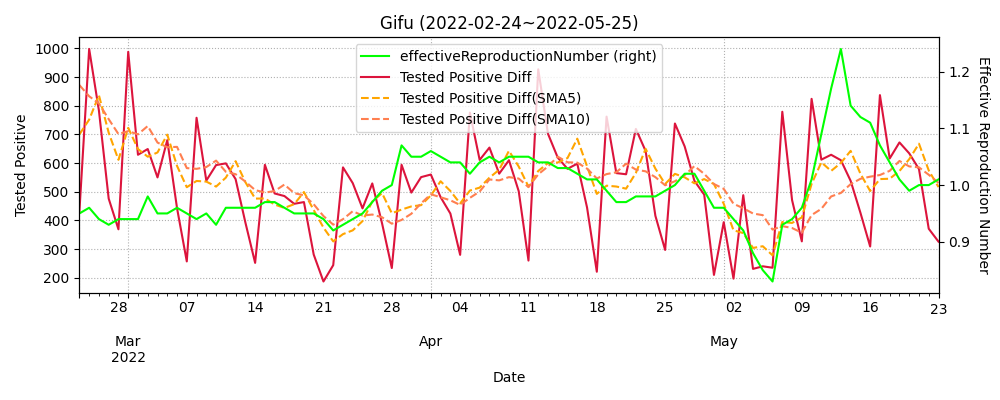 Gifu (2022-02-24~2022-05-25)
effectiveReproductionNumber (right)
Tested Positive Diff
Tested Positive Diff(SMA5)
Tested Positive Diff(SMA10)
Tested Positive
1000
900
800
700
600
500
400
300
200
Effective Reproduction Number
1.2
1.1
1.0
0.9
28 07 14 21 28 04 11 18 25 02 09 16 23
Mar Apr May
2022
Date